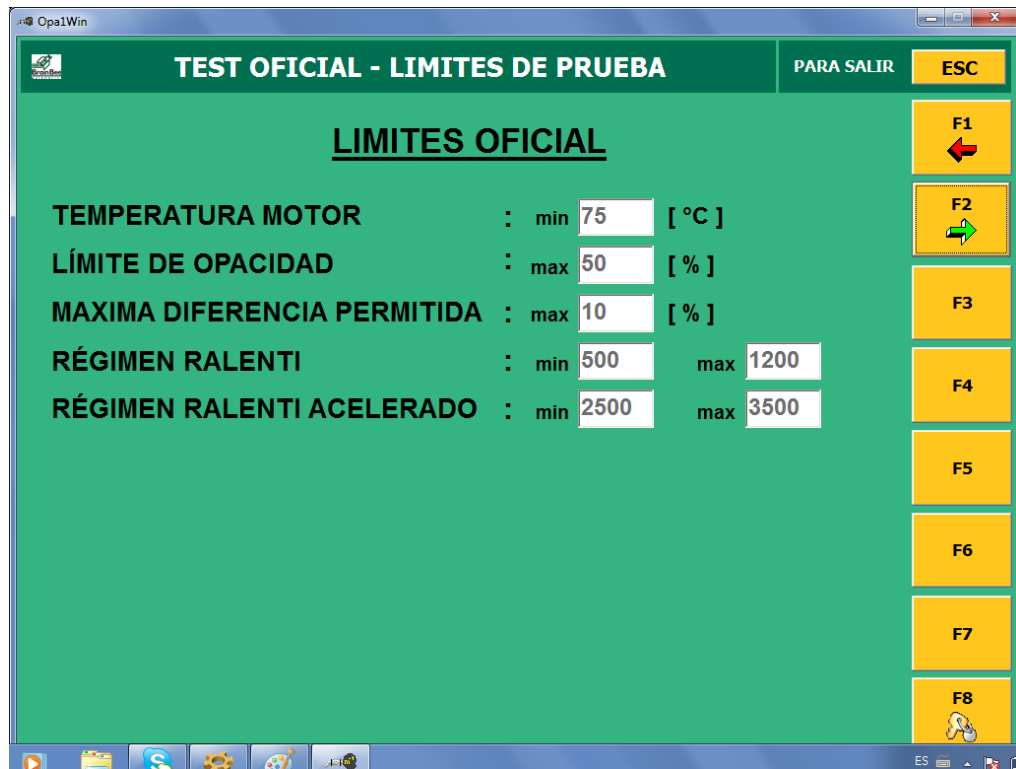 Opa1Win
TEST OFICIAL - LIMITES DE PRUEBA
PARA SALIR
ESC
LIMITES OFICIAL
TEMPERATURA MOTOR : min 75 [ °C ]
LÍMITE DE OPACIDAD : max 50 [ % ]
MAXIMA DIFERENCIA PERMITIDA : max 10 [ % ]
RÉGIMEN RALENTI : min 500 max 1200
RÉGIMEN RALENTI ACELERADO : min 2500 max 3500
F1
F2
F3
F4
F5
F6
F7
F8
ES